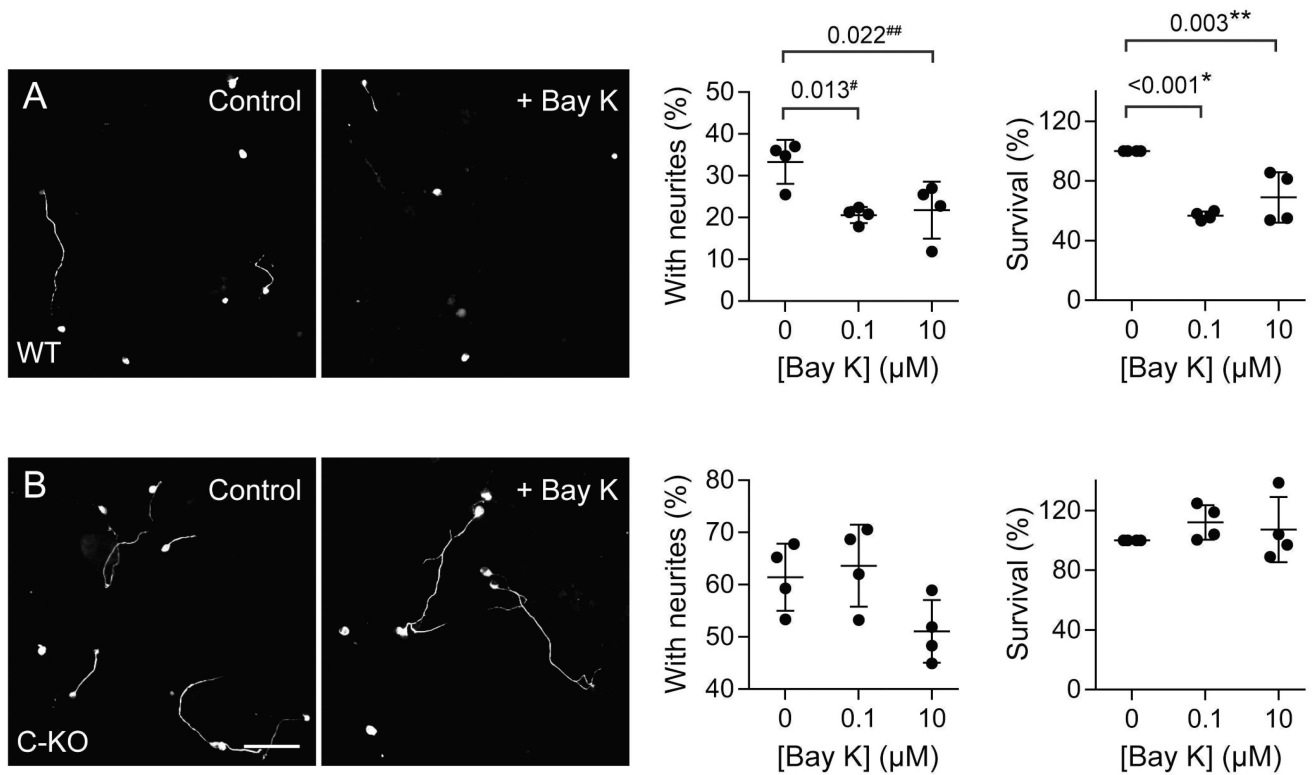 A
Control
+ Bay K
WT
0.022##
0.013#
With neurites (%)
50
40
30
20
10
0
0 0.1 10
[Bay K] (µM)
0.003**
<0.001*
Survival (%)
120
80
40
0
0 0.1 10
[Bay K] (µM)
B
Control
+ Bay K
C-KO
With neurites (%)
80
70
60
50
40
0 0.1 10
[Bay K] (µM)
Survival (%)
120
80
40
0
0 0.1 10
[Bay K] (µM)